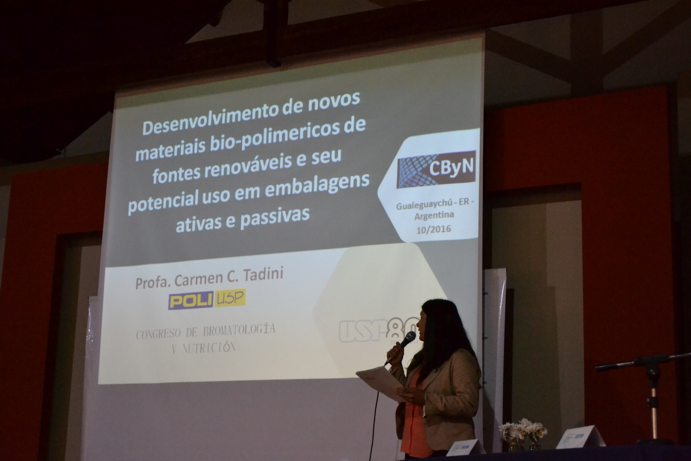 Desenvolvimento de novos
materiais bio-polimericos de
fontes renováveis e seu
potencial uso em embalagens
ativas e passivas
CByN
Gualeguaychú - ER -
Argentina
10/2016
Profa. Carmen C. Tadini
POLI USP
USP80
CONGRESO DE BROMATOLOGÍA
Y NUTRICIÓN